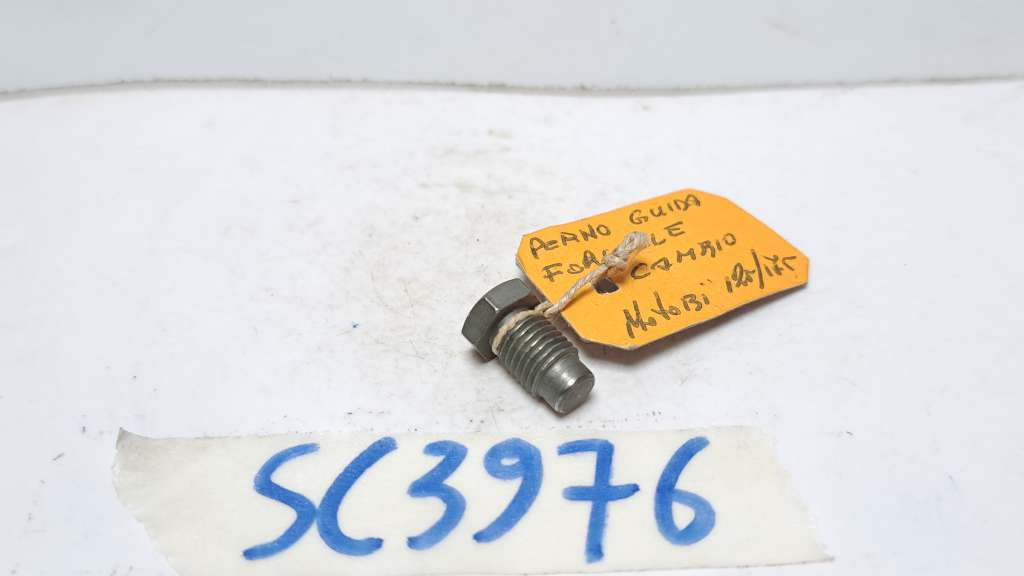 PERNO GUIDA
CAMBIO
MotoBi 125/175
SC3976